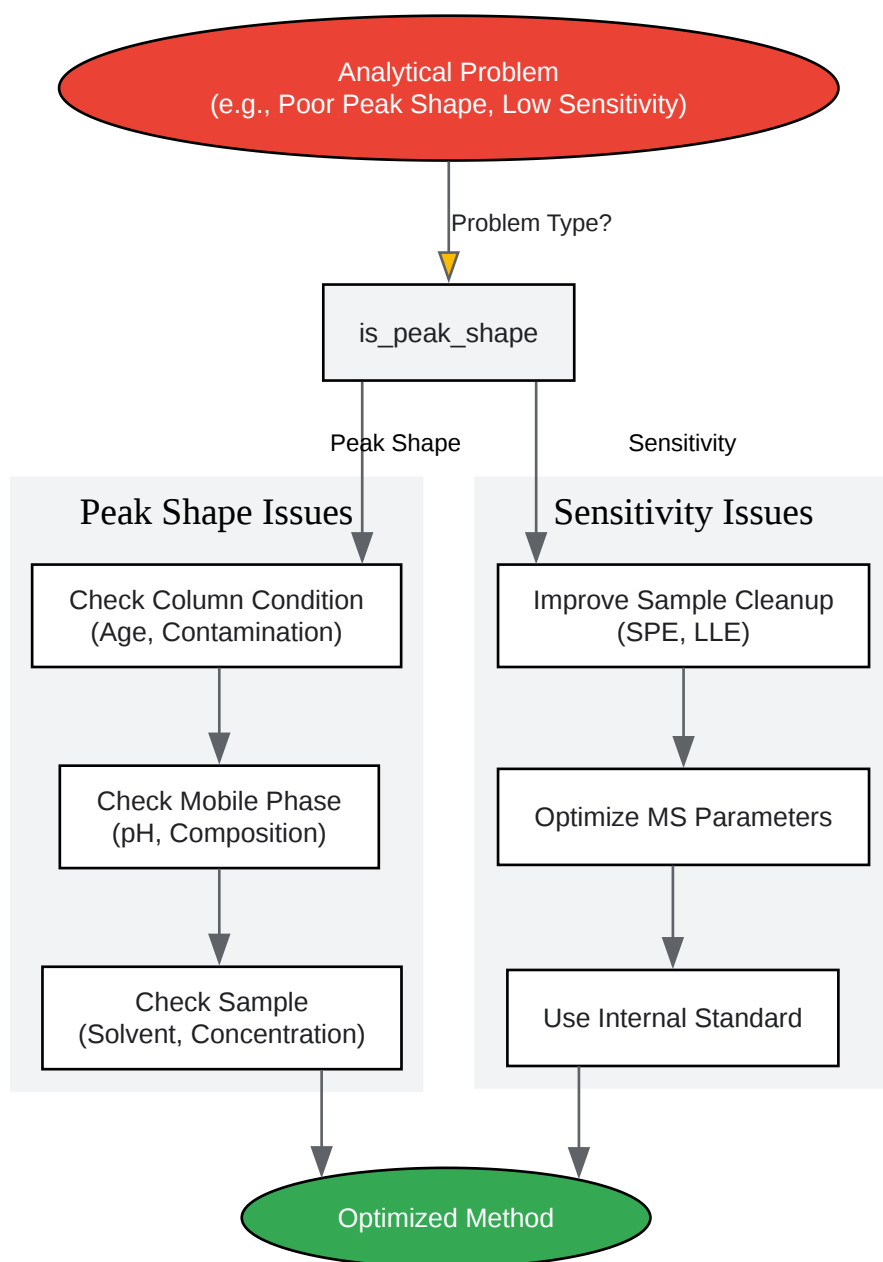 Analytical Problem
(e.g., Poor Peak Shape, Low Sensitivity)
Problem Type?
is_peak_shape
Peak Shape
Sensitivity
Peak Shape Issues
Check Column Condition
(Age, Contamination)
Check Mobile Phase
(pH, Composition)
Check Sample
(Solvent, Concentration)
Sensitivity Issues
Improve Sample Cleanup
(SPE, LLE)
Optimize MS Parameters
Use Internal Standard
Optimized Method